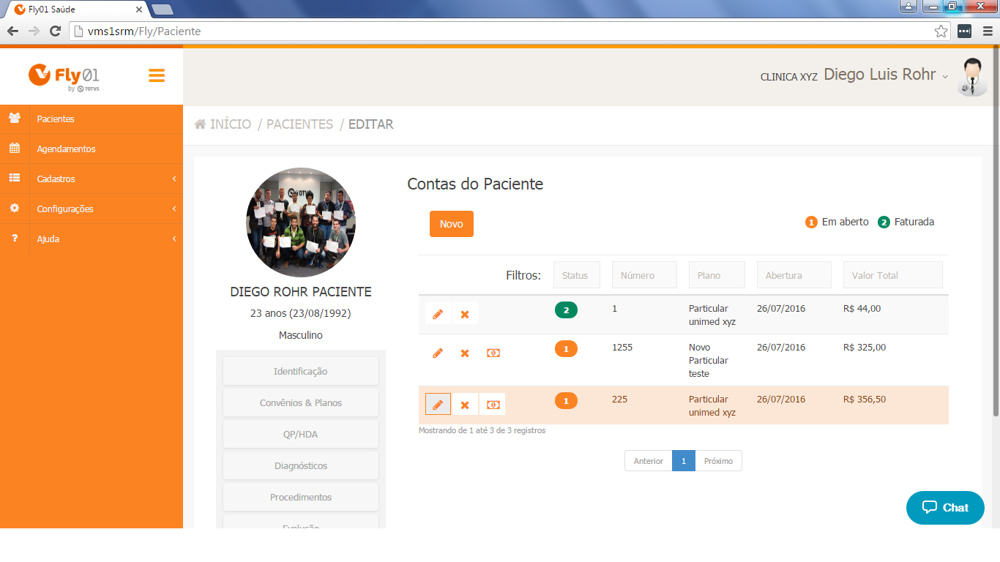 Fly01 Saúde
vms1srm/Fly/Paciente
Fly01
by TOTVS
CLINICA XYZ Diego Luis Rohr
Pacientes
Agendamentos
Cadastros
Configurações
? Ajuda
INÍCIO / PACIENTES / EDITAR
TOTVS
DIEGO ROHR PACIENTE
23 anos (23/08/1992)
Masculino
Identificação
Convênios & Planos
QP/HDA
Diagnósticos
Procedimentos
Evolução
Contas do Paciente
Novo
1 Em aberto 2 Faturada
Filtros: Status Número Plano Abertura Valor Total
2 1 Particular 26/07/2016 R$ 44,00
unimed xyz
1 1255 Novo 26/07/2016 R$ 325,00
Particular
teste
1 225 Particular 26/07/2016 R$ 356,50
unimed xyz
Mostrando de 1 até 3 de 3 registros
Anterior 1 Próximo
Chat